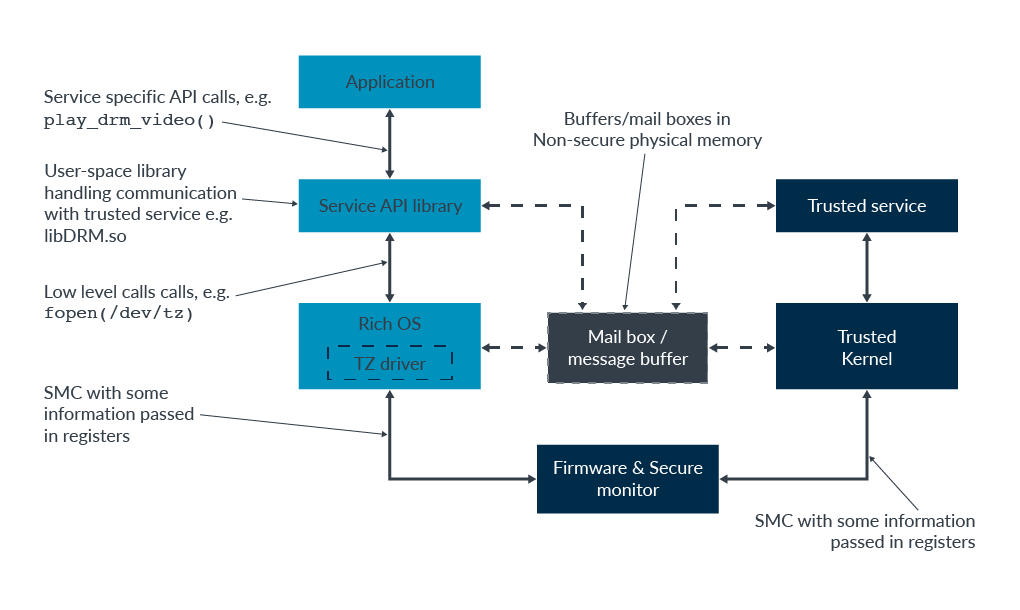 Application
Service specific API calls, e.g.
play_drm_video()
Buffers/mail boxes in
Non-secure physical memory
User-space library
handling communication
with trusted service e.g.
libDRM.so
Service API library
Trusted service
Low level calls calls, e.g.
fopen(/dev/tz)
Rich OS
TZ driver
Mail box /
message buffer
Trusted
Kernel
SMC with some
information passed
in registers
Firmware & Secure
monitor
SMC with some information
passed in registers